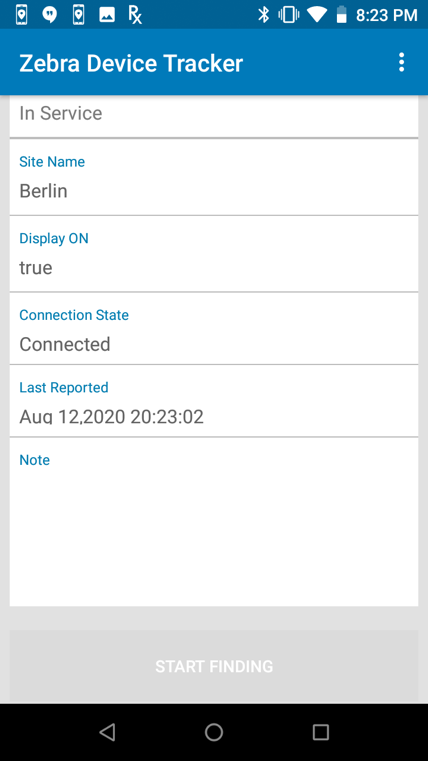 8:23 PM
Zebra Device Tracker
In Service
Site Name
Berlin
Display ON
true
Connection State
Connected
Last Reported
Aug 12,2020 20:23:02
Note
START FINDING